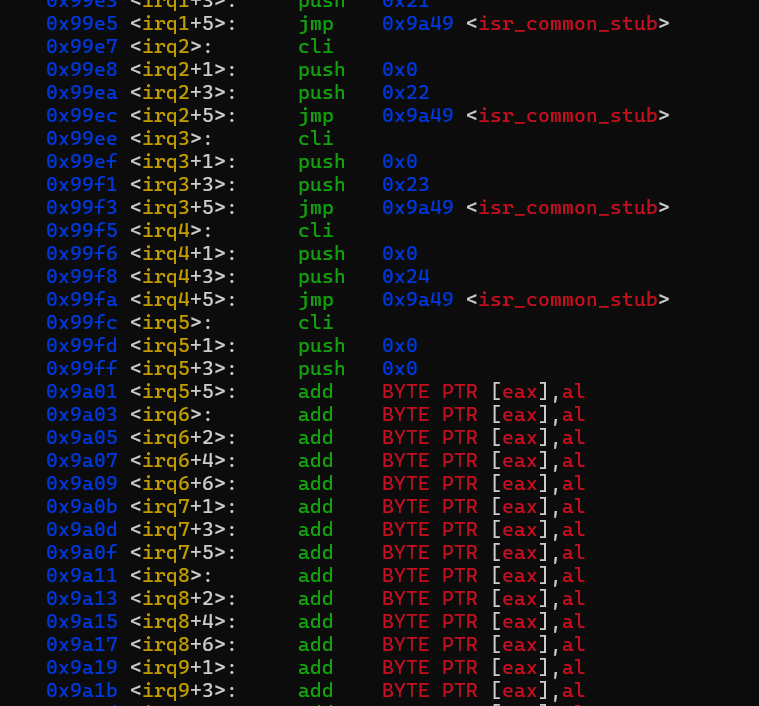 0x99e3 <irq1+3>: push 0x21
0x99e5 <irq1+5>: jmp 0x9a49 <isr_common_stub>
0x99e7 <irq2>: cli
0x99e8 <irq2+1>: push 0x0
0x99ea <irq2+3>: push 0x22
0x99ec <irq2+5>: jmp 0x9a49 <isr_common_stub>
0x99ee <irq3>: cli
0x99ef <irq3+1>: push 0x0
0x99f1 <irq3+3>: push 0x23
0x99f3 <irq3+5>: jmp 0x9a49 <isr_common_stub>
0x99f5 <irq4>: cli
0x99f6 <irq4+1>: push 0x0
0x99f8 <irq4+3>: push 0x24
0x99fa <irq4+5>: jmp 0x9a49 <isr_common_stub>
0x99fc <irq5>: cli
0x99fd <irq5+1>: push 0x0
0x99ff <irq5+3>: push 0x0
0x9a01 <irq5+5>: add BYTE PTR [eax],al
0x9a03 <irq6>: add BYTE PTR [eax],al
0x9a05 <irq6+2>: add BYTE PTR [eax],al
0x9a07 <irq6+4>: add BYTE PTR [eax],al
0x9a09 <irq6+6>: add BYTE PTR [eax],al
0x9a0b <irq7+1>: add BYTE PTR [eax],al
0x9a0d <irq7+3>: add BYTE PTR [eax],al
0x9a0f <irq7+5>: add BYTE PTR [eax],al
0x9a11 <irq8>: add BYTE PTR [eax],al
0x9a13 <irq8+2>: add BYTE PTR [eax],al
0x9a15 <irq8+4>: add BYTE PTR [eax],al
0x9a17 <irq8+6>: add BYTE PTR [eax],al
0x9a19 <irq9+1>: add BYTE PTR [eax],al
0x9a1b <irq9+3>: add BYTE PTR [eax],al